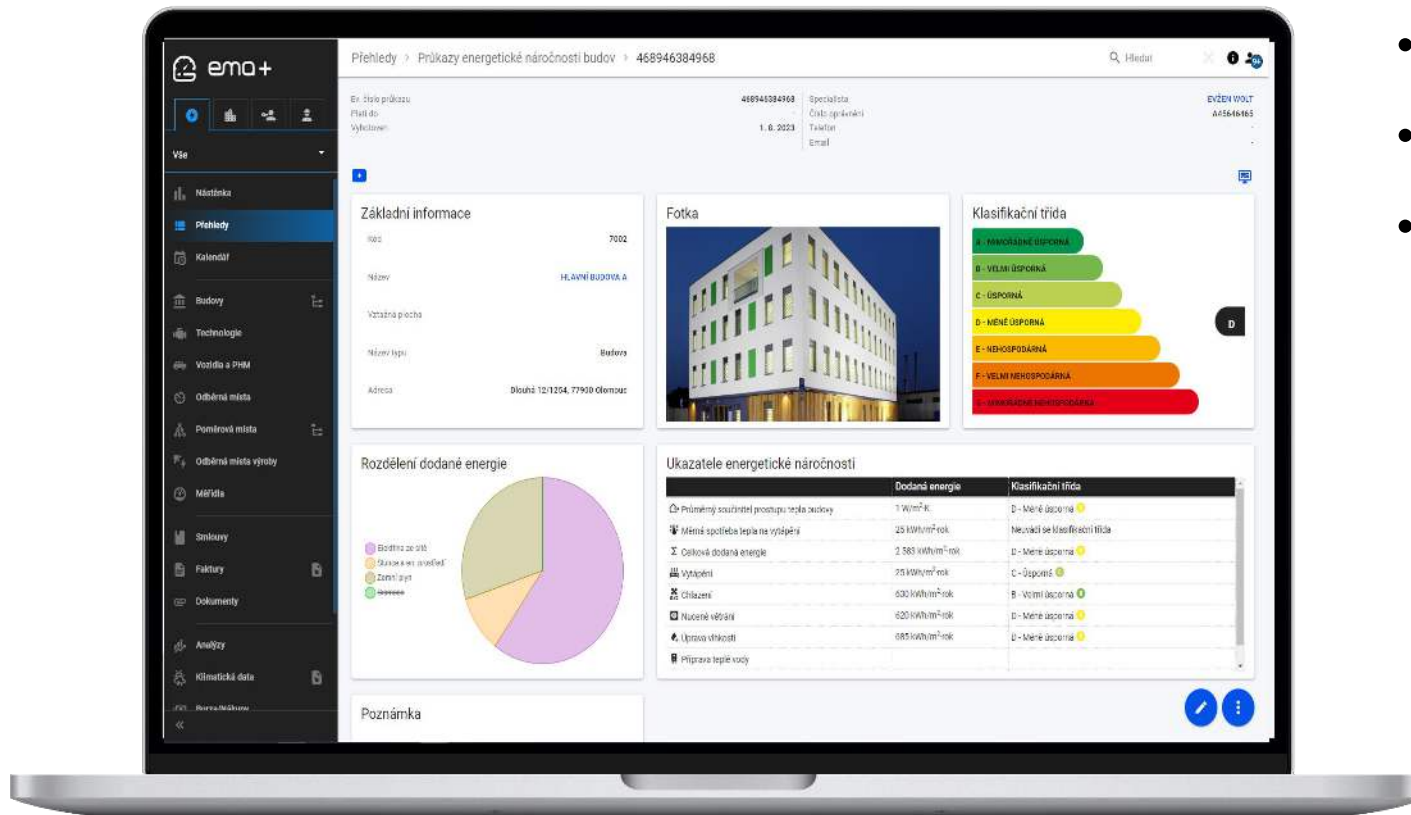 ema+
Přehledy > Průkazy energetické náročnosti budov > 468946384968
Hledat
Vše
Nástěnka
Přehledy
Kalendář
Budovy
Technologie
Vozidla a PHM
Odběrná místa
Poměrová místa
Odběrná místa výroby
Měřidla
Smlouvy
Faktury
Dokumenty
Analýzy
Klimatická data
Ev. číslo průkazu 468946384968
Platí do -
Vyhotoven 1. 8. 2023
Specialista EVŽEN WOLT
Číslo oprávnění A45646465
Telefon -
Email -
Základní informace
Kód 7002
Název HLAVNÍ BUDOVA A
Vztažná plocha
Název typu Budova
Adresa Dlouhá 12/1254, 77900 Olomouc
Fotka
Klasifikační třída
A - MIMOŘÁDNĚ ÚSPORNÁ
B - VELMI ÚSPORNÁ
C - ÚSPORNÁ
D - MÉNĚ ÚSPORNÁ
D
E - NEHOSPODÁRNÁ
F - VELMI NEHOSPODÁRNÁ
G - MIMOŘÁDNĚ NEHOSPODÁRNÁ
Rozdělení dodané energie
Elektřina ze sítě
Slunce a en. prostředí
Zemní plyn
Ukazatele energetické náročnosti
Dodaná energie Klasifikační třída
Průměrný součinitel prostupu tepla budovy 1 W/m²·K D - Méně úsporná
Měrná spotřeba tepla na vytápění 25 kWh/m²·rok Neuvádí se klasifikační třída
Celková dodaná energie 2 583 kWh/m²·rok D - Méně úsporná
Vytápění 25 kWh/m²·rok C - Úsporná
Chlazení 630 kWh/m²·rok B - Velmi úsporná
Nucené větrání 620 kWh/m²·rok D - Méně úsporná
Úprava vlhkosti 685 kWh/m²·rok D - Méně úsporná
Příprava teplé vody
Poznámka